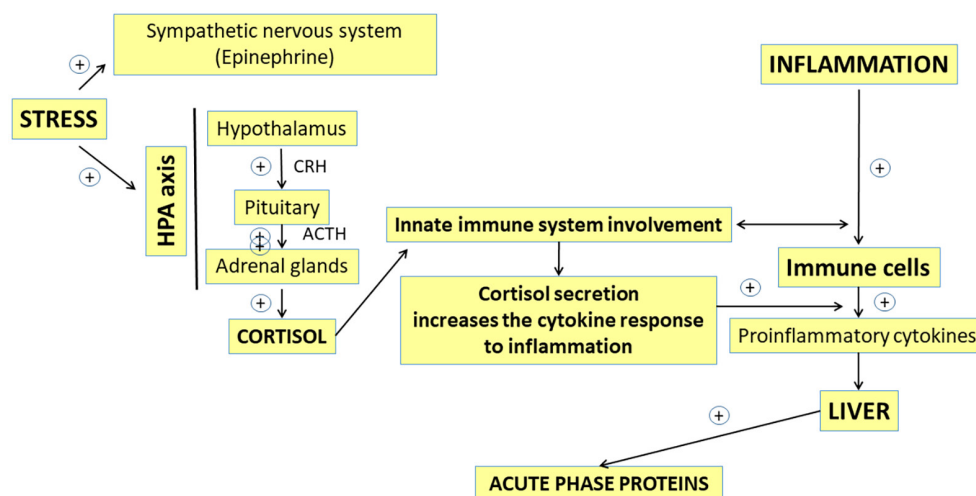 Sympathetic nervous system
(Epinephrine)
STRESS
+
+
HPA axis
Hypothalamus
+
CRH
Pituitary
+
+
ACTH
Adrenal glands
+
CORTISOL
Innate immune system involvement
Cortisol secretion
increases the cytokine response
to inflammation
+
INFLAMMATION
+
Immune cells
+
Proinflammatory cytokines
LIVER
+
ACUTE PHASE PROTEINS